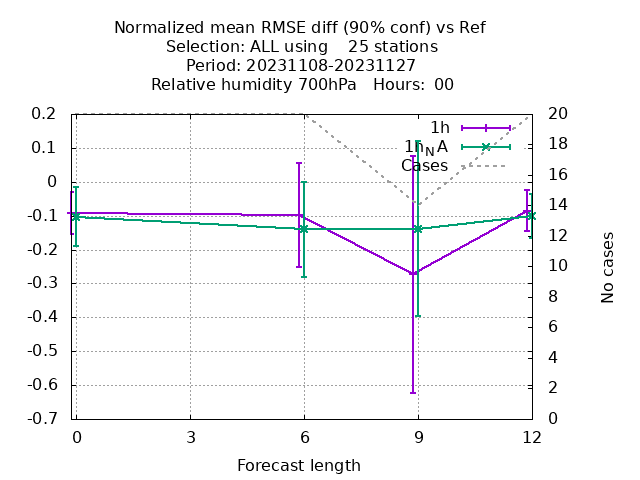 Normalized mean RMSE diff (90% conf) vs Ref
Selection: ALL using    25 stations
Period: 20231108-20231127
Relative humidity 700hPa   Hours: 00
0.2
0.1
0
-0.1
-0.2
-0.3
-0.4
-0.5
-0.6
-0.7
20
18
16
14
12
10
8
6
4
2
0
1h
1h_N A
Cases
No cases
0 3 6 9 12
Forecast length